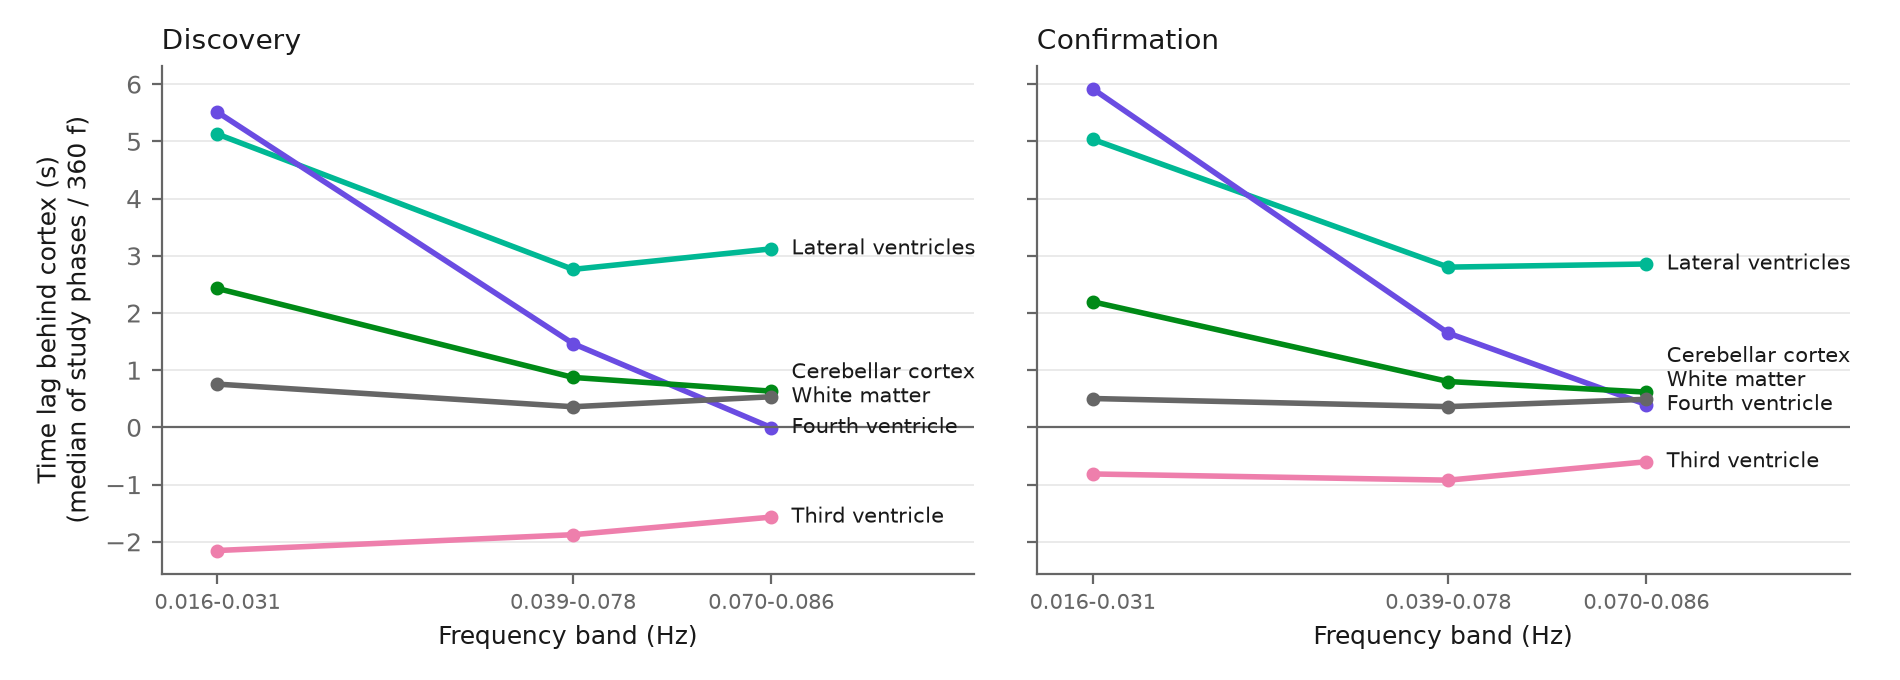 Discovery
Confirmation
Time lag behind cortex (s)
(median of study phases / 360 f)
6
5
4
3
2
1
0
−1
−2
Lateral ventricles
Cerebellar cortex
White matter
Fourth ventricle
Third ventricle
0.016-0.031
0.039-0.078
0.070-0.086
Frequency band (Hz)
Lateral ventricles
Cerebellar cortex
White matter
Fourth ventricle
Third ventricle
0.016-0.031
0.039-0.078
0.070-0.086
Frequency band (Hz)